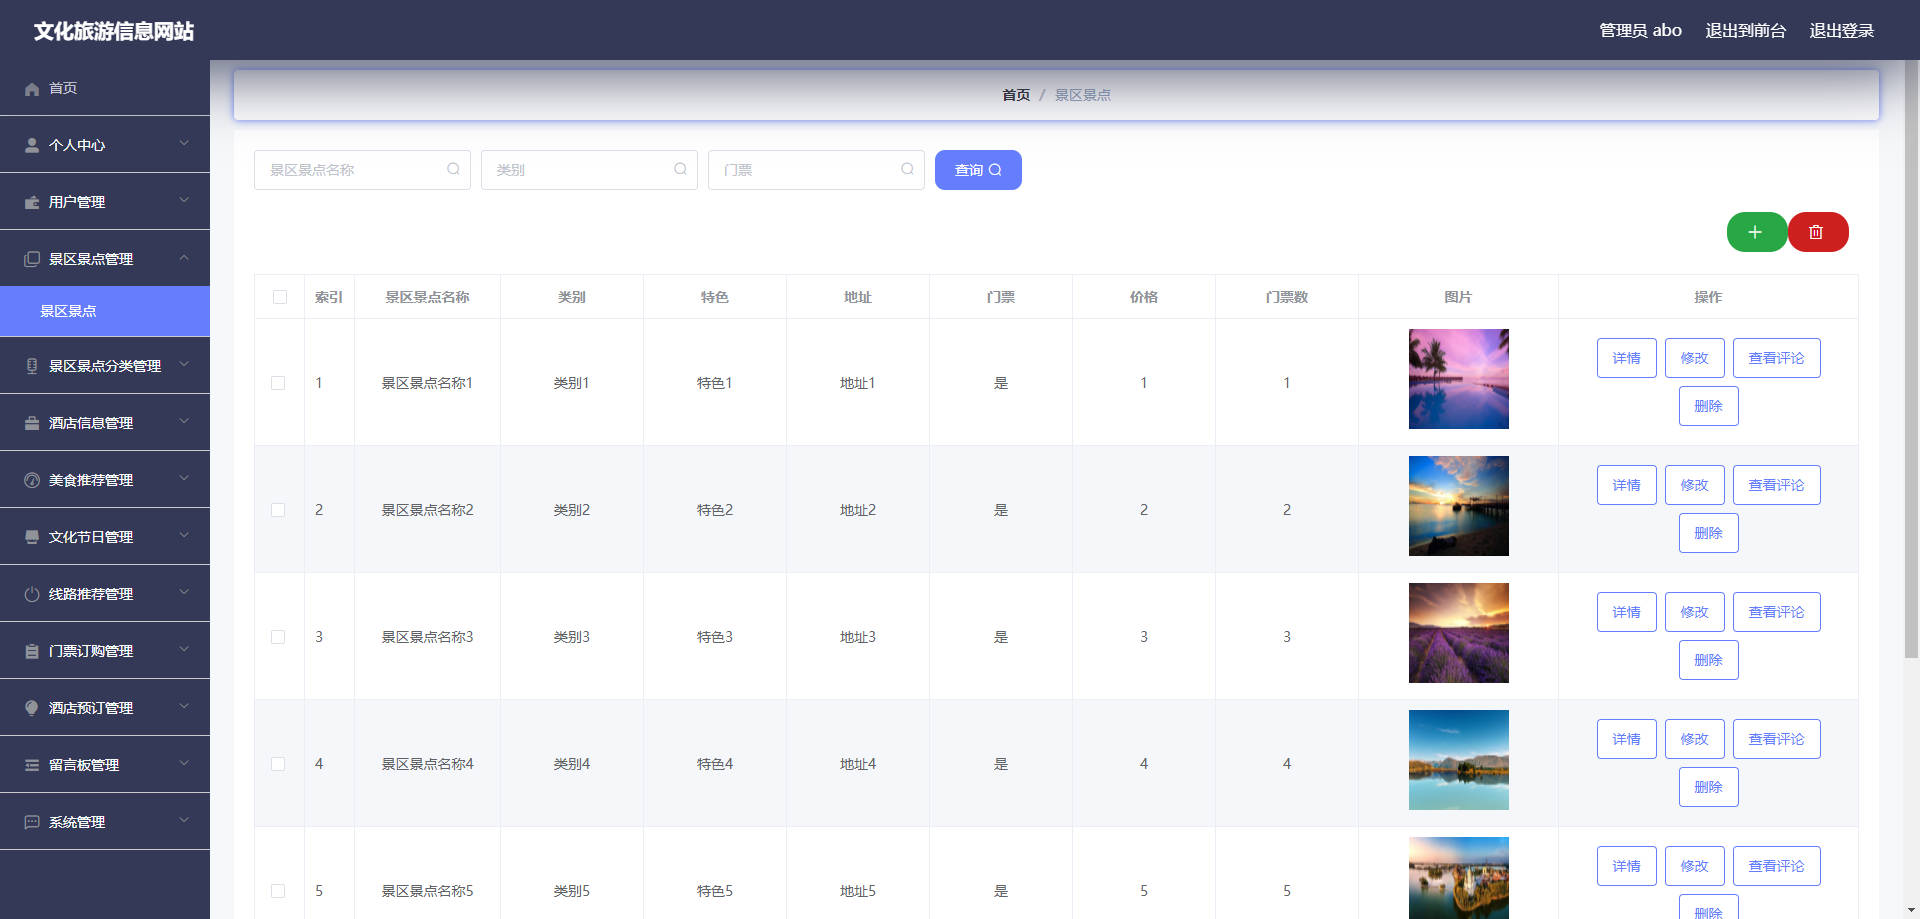 文化旅游信息网站
管理员 abo 退出到前台 退出登录
首页
个人中心
用户管理
景区景点管理
景区景点
景区景点分类管理
酒店信息管理
美食推荐管理
文化节日管理
线路推荐管理
门票订购管理
酒店预订管理
留言板管理
系统管理
首页 / 景区景点
景区景点名称 类别 门票 查询
索引 景区景点名称 类别 特色 地址 门票 价格 门票数 图片 操作
1 景区景点名称1 类别1 特色1 地址1 是 1 1 详情 修改 查看评论
删除
2 景区景点名称2 类别2 特色2 地址2 是 2 2 详情 修改 查看评论
删除
3 景区景点名称3 类别3 特色3 地址3 是 3 3 详情 修改 查看评论
删除
4 景区景点名称4 类别4 特色4 地址4 是 4 4 详情 修改 查看评论
删除
5 景区景点名称5 类别5 特色5 地址5 是 5 5 详情 修改 查看评论
删除